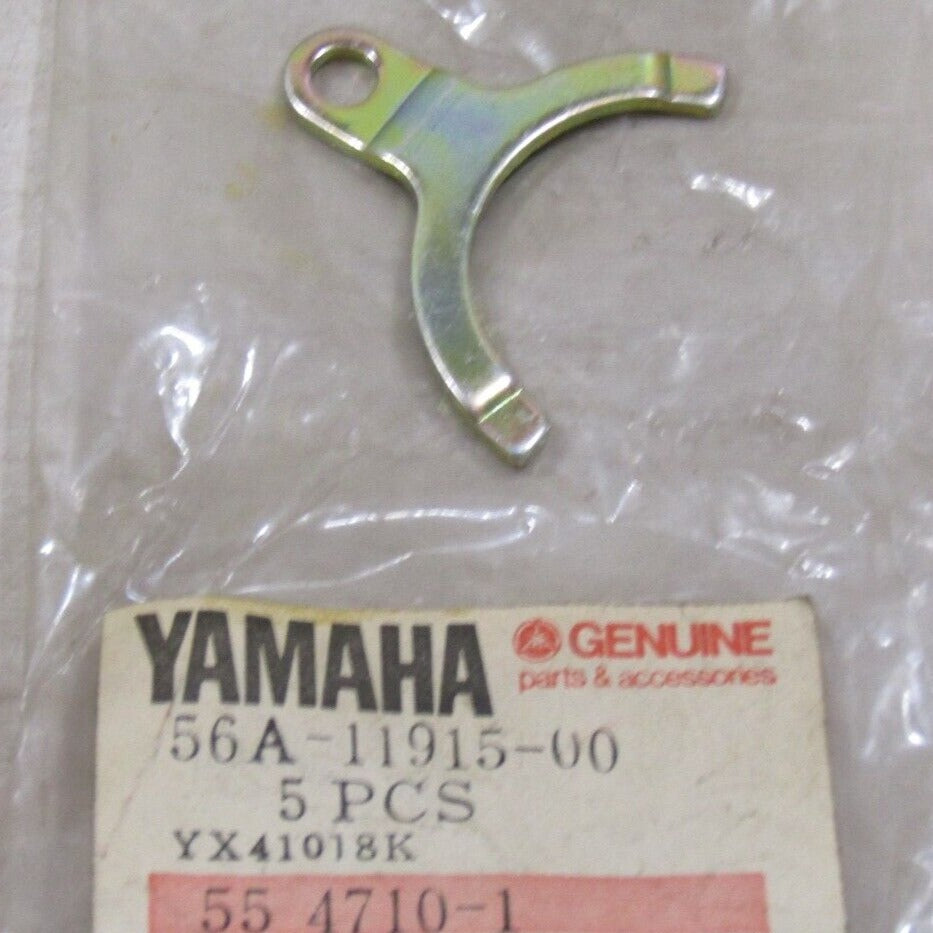 YAMAHA GENUINE
parts & accessories
56A-11915-00
5 PCS
YX41018K
55 4710-1